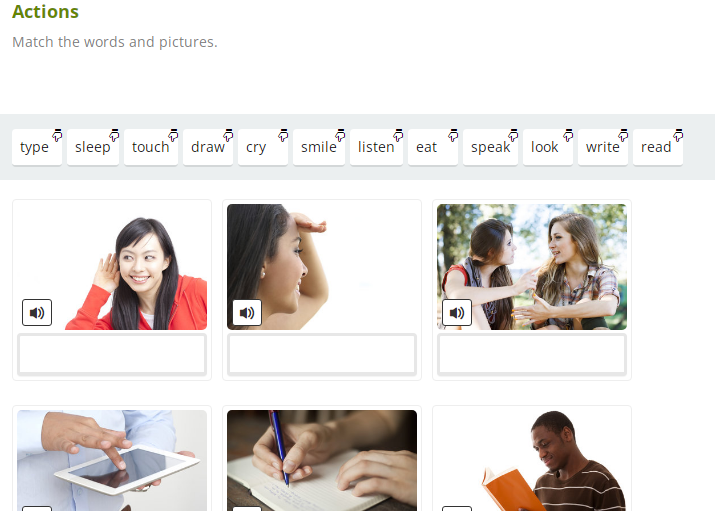 Actions
Match the words and pictures.
type sleep touch draw cry smile listen eat speak look write read